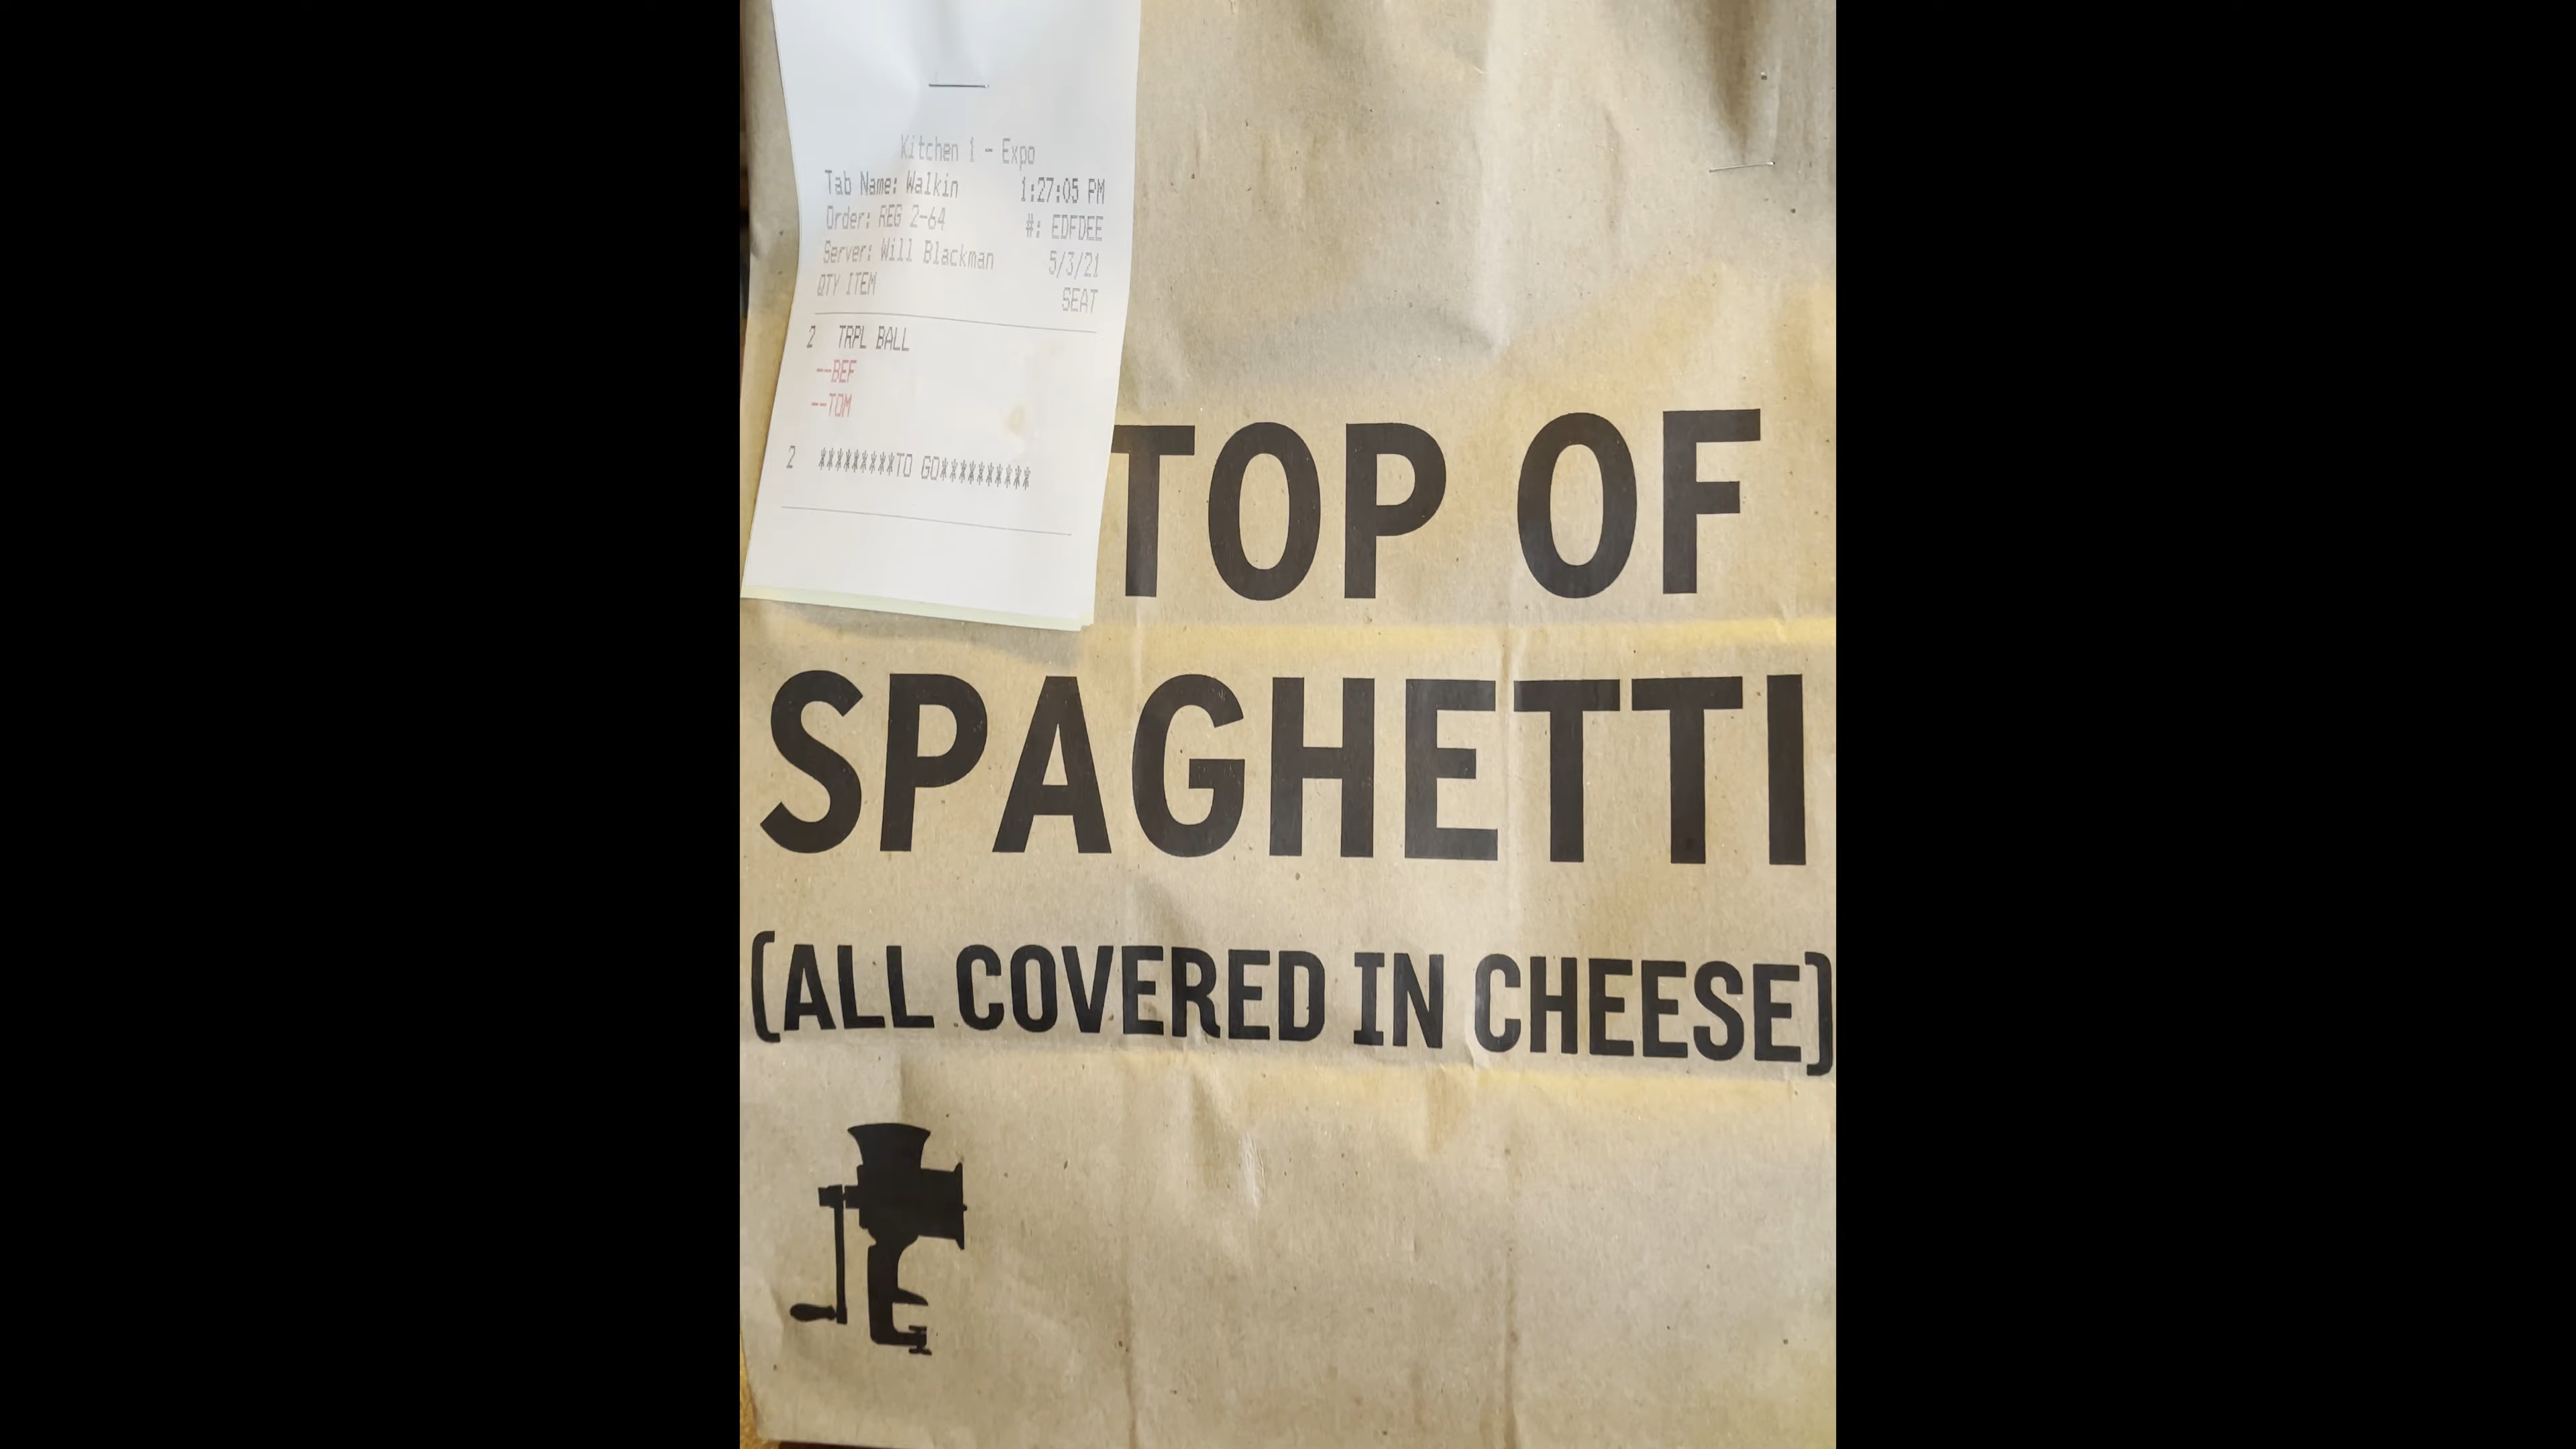 Kitchen 1 - Expo
Tab Name: Walkin 1:27:05 PM
Order: REG 2-64 #: EDFDEE
Server: Will Blackman 5/3/21
QTY ITEM SEAT
2 TRPL BALL
--BEF
--TOM
2 *********TO GO**********
TOP OF
SPAGHETTI
(ALL COVERED IN CHEESE)